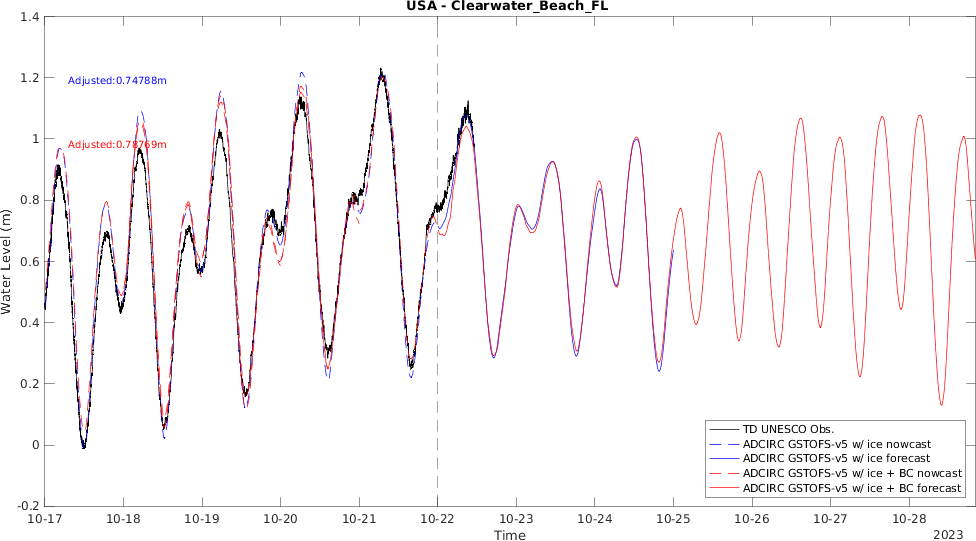 USA - Clearwater_Beach_FL
1.4
1.2
1
0.8
0.6
0.4
0.2
0
-0.2
Water Level (m)
Adjusted:0.74788m
Adjusted:0.78769m
TD UNESCO Obs.
ADCIRC GSTOFS-v5 w/ ice nowcast
ADCIRC GSTOFS-v5 w/ ice forecast
ADCIRC GSTOFS-v5 w/ ice + BC nowcast
ADCIRC GSTOFS-v5 w/ ice + BC forecast
10-17 10-18 10-19 10-20 10-21 10-22 10-23 10-24 10-25 10-26 10-27 10-28
Time
2023